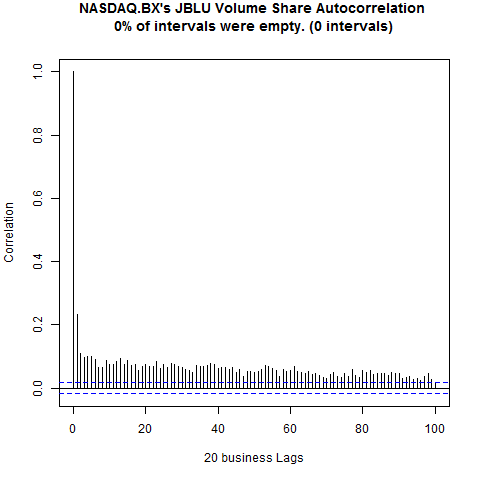 NASDAQ.BX's JBLU Volume Share Autocorrelation
0% of intervals were empty. (0 intervals)
Correlation
1.0
0.8
0.6
0.4
0.2
0.0
0 20 40 60 80 100
20 business Lags